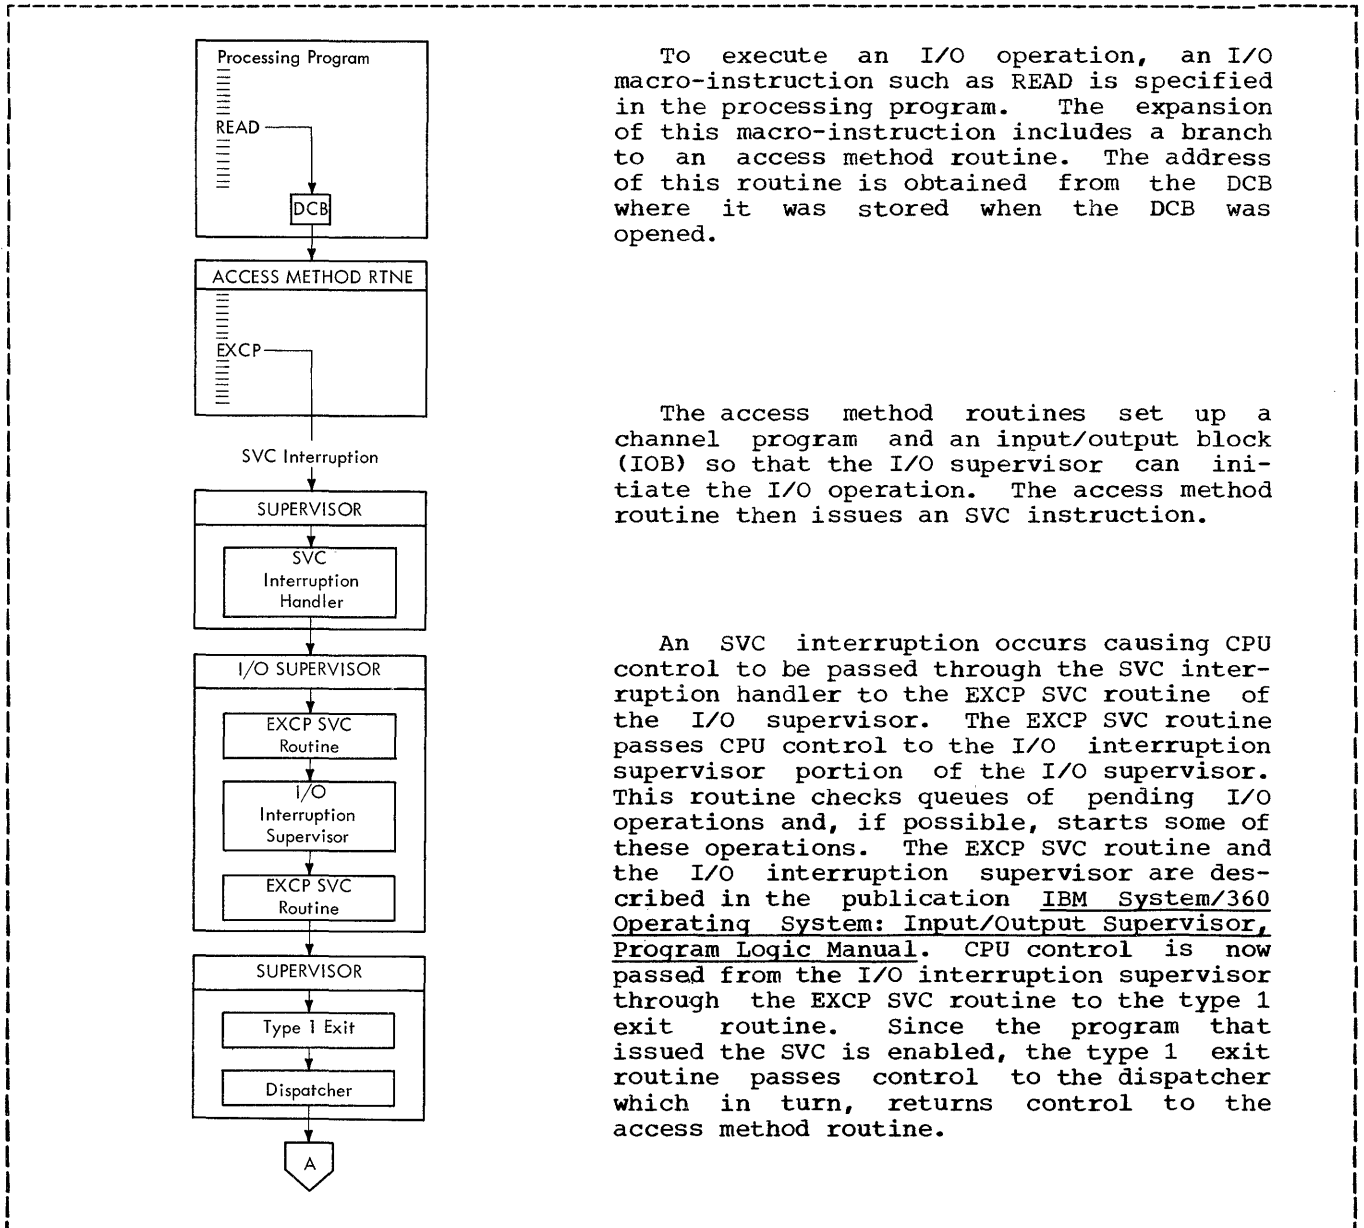 Processing Program
READ
DCB
ACCESS METHOD RTNE
EXCP
SVC Interruption
SUPERVISOR
SVC
Interruption
Handler
I/O SUPERVISOR
EXCP SVC
Routine
I/O
Interruption
Supervisor
EXCP SVC
Routine
SUPERVISOR
Type 1 Exit
Dispatcher
A
To execute an I/O operation, an I/O
macro-instruction such as READ is specified
in the processing program. The expansion
of this macro-instruction includes a branch
to an access method routine. The address
of this routine is obtained from the DCB
where it was stored when the DCB was
opened.
The access method routines set up a
channel program and an input/output block
(IOB) so that the I/O supervisor can ini-
tiate the I/O operation. The access method
routine then issues an SVC instruction.
An SVC interruption occurs causing CPU
control to be passed through the SVC inter-
ruption handler to the EXCP SVC routine of
the I/O supervisor. The EXCP SVC routine
passes CPU control to the I/O interruption
supervisor portion of the I/O supervisor.
This routine checks queues of pending I/O
operations and, if possible, starts some of
these operations. The EXCP SVC routine and
the I/O interruption supervisor are des-
cribed in the publication IBM System/360
Operating System: Input/Output Supervisor,
Program Logic Manual. CPU control is now
passed from the I/O interruption supervisor
through the EXCP SVC routine to the type 1
exit routine. Since the program that
issued the SVC is enabled, the type 1 exit
routine passes control to the dispatcher
which in turn, returns control to the
access method routine.